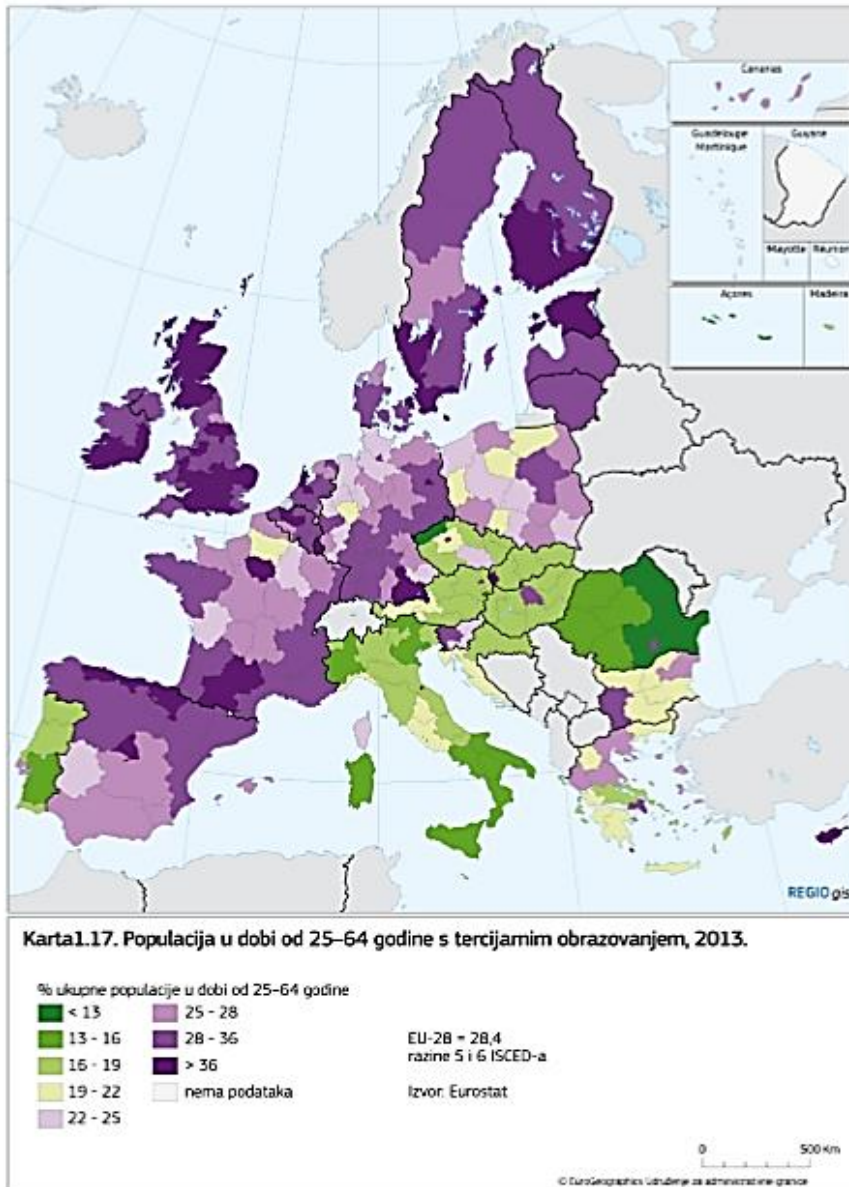 Canarias
Guadeloupe
Martinique
Guyane
Mayotte
Réunion
Açores
Madeira
REGIOgis
Karta1.17. Populacija u dobi od 25–64 godine s tercijarnim obrazovanjem, 2013.
% ukupne populacije u dobi od 25–64 godine
< 13
13 - 16
16 - 19
19 - 22
22 - 25
25 - 28
28 - 36
> 36
nema podataka
EU-28 = 28,4
razine 5 i 6 ISCED-a
Izvor: Eurostat
0 500 Km
© EuroGeographics Udruženje za administrativne granice